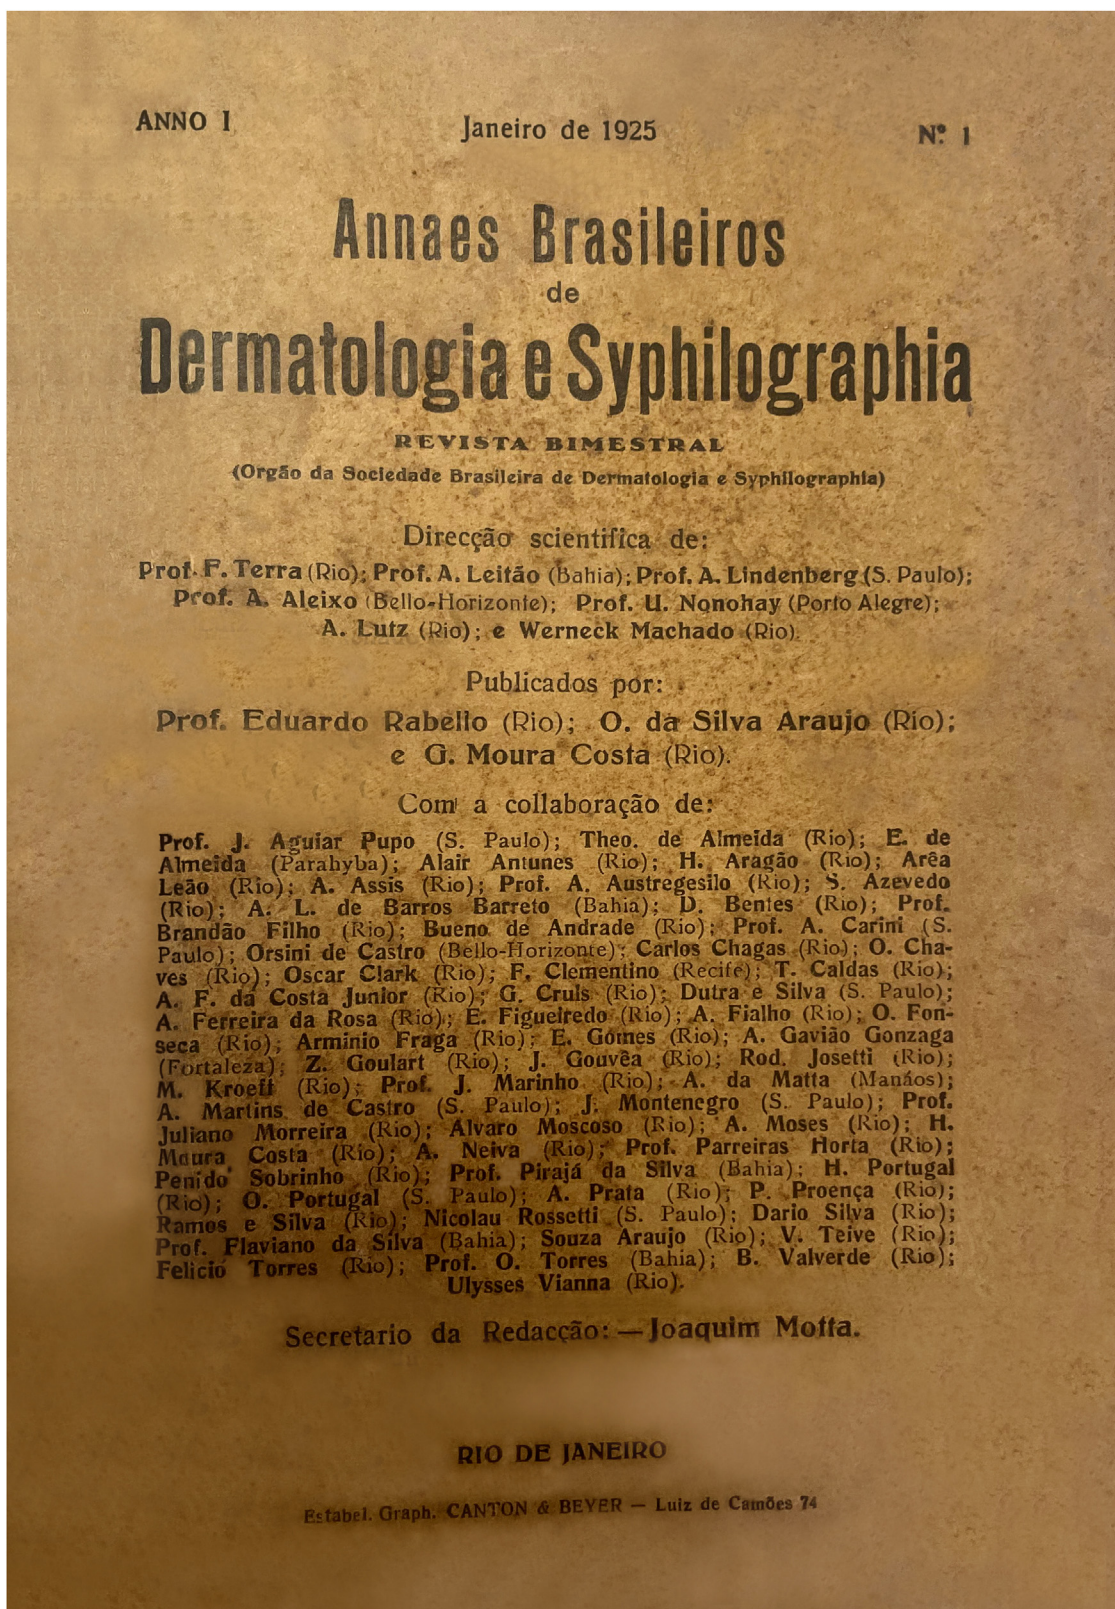 ANNO I
Janeiro de 1925
Nº 1
Annaes Brasileiros
de
Dermatologia e Syphilographia
REVISTA BIMESTRAL
(Orgão da Sociedade Brasileira de Dermatologia e Syphilographia)
Direcção scientifica de:
Prof. F. Terra (Rio); Prof. A. Leitão (Bahia); Prof. A. Lindenberg (S. Paulo);
Prof. A. Aleixo (Bello-Horizonte); Prof. U. Nonohay (Porto Alegre);
A. Lutz (Rio); e Werneck Machado (Rio).
Publicados por:
Prof. Eduardo Rabello (Rio); O. da Silva Araujo (Rio);
e G. Moura Costa (Rio).
Com a collaboração de:
Prof. J. Aguiar Pupo (S. Paulo); Theo. de Almeida (Rio); E. de
Almeida (Parahyba); Alair Antunes (Rio); H. Aragão (Rio); Arêa
Leão (Rio); A. Assis (Rio); Prof. A. Austregesilo (Rio); S. Azevedo
(Rio); A. L. de Barros Barreto (Bahia); D. Bentes (Rio); Prof.
Brandão Filho (Rio); Bueno de Andrade (Rio); Prof. A. Carini (S.
Paulo); Orsini de Castro (Bello-Horizonte); Carlos Chagas (Rio); O. Cha-
ves (Rio); Oscar Clark (Rio); F. Clementino (Recife); T. Caldas (Rio);
A. F. da Costa Junior (Rio); G. Cruls (Rio); Dutra e Silva (S. Paulo);
A. Ferreira da Rosa (Rio); E. Figueiredo (Rio); A. Fialho (Rio); O. Fon-
seca (Rio); Arminio Fraga (Rio); E. Gomes (Rio); A. Gavião Gonzaga
(Fortaleza); Z. Goulart (Rio); J. Gouvêa (Rio); Rod. Josetti (Rio);
M. Kroeff (Rio); Prof. J. Marinho (Rio); A. da Matta (Manáos);
A. Martins de Castro (S. Paulo); J. Montenegro (S. Paulo); Prof.
Juliano Morreira (Rio); Alvaro Moscoso (Rio); A. Moses (Rio); H.
Moura Costa (Rio); A. Neiva (Rio); Prof. Parreiras Horta (Rio);
Penido Sobrinho (Rio); Prof. Pirajá da Silva (Bahia); H. Portugal
(Rio); O. Portugal (S. Paulo); A. Prata (Rio); P. Proença (Rio);
Ramos e Silva (Rio); Nicolau Rossetti (S. Paulo); Dario Silva (Rio);
Prof. Flaviano da Silva (Bahia); Souza Araujo (Rio); V. Teive (Rio);
Felicio Torres (Rio); Prof. O. Torres (Bahia); B. Valverde (Rio);
Ulysses Vianna (Rio).
Secretario da Redacção: — Joaquim Motta.
RIO DE JANEIRO
Estabel. Graph. CANTON & BEYER — Luiz de Camões 74